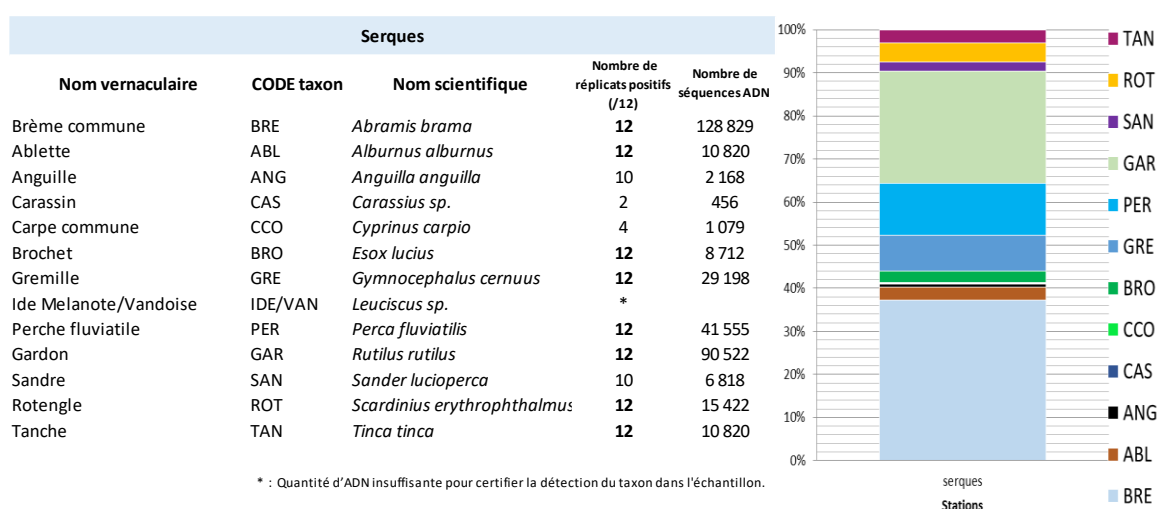 Serques
Nom vernaculaire CODE taxon Nom scientifique Nombre de réplicats positifs (/12) Nombre de séquences ADN
Brème commune BRE Abramis brama 12 128 829
Ablette ABL Alburnus alburnus 12 10 820
Anguille ANG Anguilla anguilla 10 2 168
Carassin CAS Carassius sp. 2 456
Carpe commune CCO Cyprinus carpio 4 1 079
Brochet BRO Esox lucius 12 8 712
Gremille GRE Gymnocephalus cernuus 12 29 198
Ide Melanote/Vandoise IDE/VAN Leuciscus sp. *
Perche fluviatile PER Perca fluviatilis 12 41 555
Gardon GAR Rutilus rutilus 12 90 522
Sandre SAN Sander lucioperca 10 6 818
Rotengle ROT Scardinius erythrophthalmus 12 15 422
Tanche TAN Tinca tinca 12 10 820
* : Quantité d'ADN insuffisante pour certifier la détection du taxon dans l'échantillon.
100%
90%
80%
70%
60%
50%
40%
30%
20%
10%
0%
serques
Stations
TAN
ROT
SAN
GAR
PER
GRE
BRO
CCO
CAS
ANG
ABL
BRE